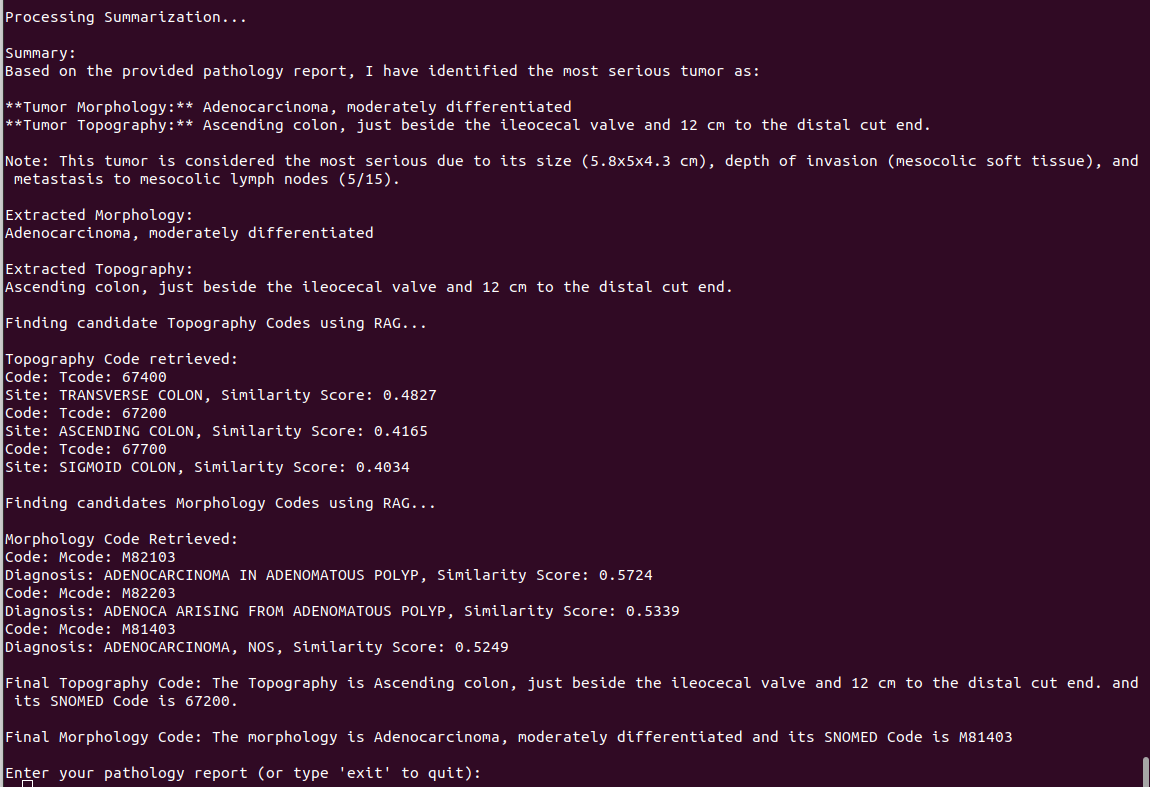 Processing Summarization...
Summary:
Based on the provided pathology report, I have identified the most serious tumor as:
**Tumor Morphology:** Adenocarcinoma, moderately differentiated
**Tumor Topography:** Ascending colon, just beside the ileocecal valve and 12 cm to the distal cut end.
Note: This tumor is considered the most serious due to its size (5.8x5x4.3 cm), depth of invasion (mesocolic soft tissue), and
metastasis to mesocolic lymph nodes (5/15).
Extracted Morphology:
Adenocarcinoma, moderately differentiated
Extracted Topography:
Ascending colon, just beside the ileocecal valve and 12 cm to the distal cut end.
Finding candidate Topography Codes using RAG...
Topography Code retrieved:
Code: Tcode: 67400
Site: TRANSVERSE COLON, Similarity Score: 0.4827
Code: Tcode: 67200
Site: ASCENDING COLON, Similarity Score: 0.4165
Code: Tcode: 67700
Site: SIGMOID COLON, Similarity Score: 0.4034
Finding candidates Morphology Codes using RAG...
Morphology Code Retrieved:
Code: Mcode: M82103
Diagnosis: ADENOCARCINOMA IN ADENOMATOUS POLYP, Similarity Score: 0.5724
Code: Mcode: M82203
Diagnosis: ADENOCA ARISING FROM ADENOMATOUS POLYP, Similarity Score: 0.5339
Code: Mcode: M81403
Diagnosis: ADENOCARCINOMA, NOS, Similarity Score: 0.5249
Final Topography Code: The Topography is Ascending colon, just beside the ileocecal valve and 12 cm to the distal cut end. and
its SNOMED Code is 67200.
Final Morphology Code: The morphology is Adenocarcinoma, moderately differentiated and its SNOMED Code is M81403
Enter your pathology report (or type 'exit' to quit):